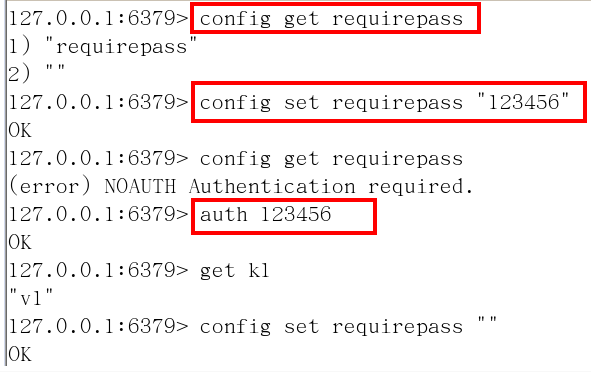 127.0.0.1:6379> config get requirepass
1) "requirepass"
2) ""
127.0.0.1:6379> config set requirepass "123456"
OK
127.0.0.1:6379> config get requirepass
(error) NOAUTH Authentication required.
127.0.0.1:6379> auth 123456
OK
127.0.0.1:6379> get k1
"v1"
127.0.0.1:6379> config set requirepass ""
OK